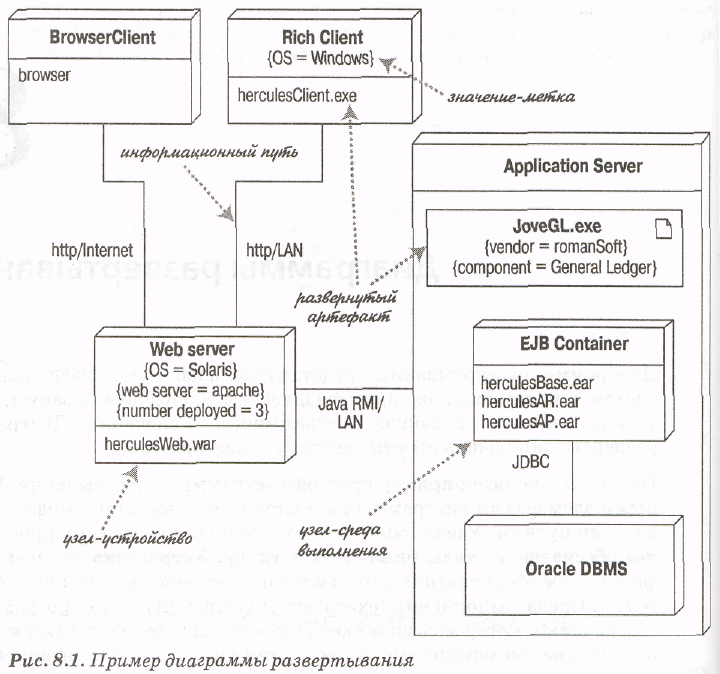 BrowserClient
browser
Rich Client
{OS = Windows}
herculesClient.exe
значение-метка
информационный путь
http/Internet
http/LAN
Application Server
JoveGL.exe
{vendor = romanSoft}
{component = General Ledger}
развернутый
артефакт
Web server
{OS = Solaris}
{web server = apache}
{number deployed = 3}
herculesWeb.war
Java RMI/
LAN
EJB Container
herculesBase.ear
herculesAR.ear
herculesAP.ear
JDBC
узел-устройство
узел-среда
выполнения
Oracle DBMS
Рис. 8.1. Пример диаграммы развертывания